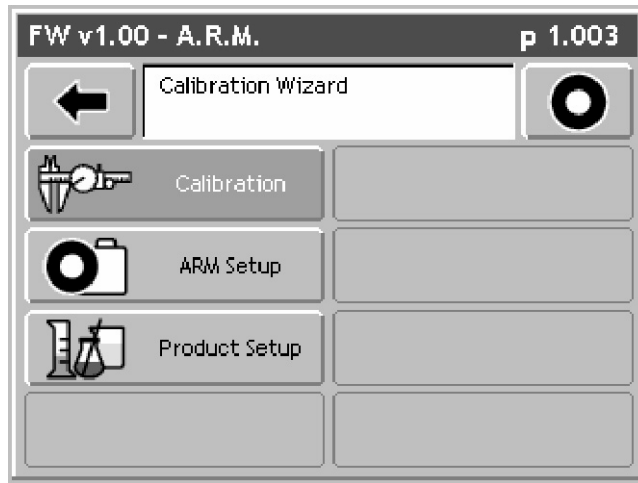 FW v1.00 - A.R.M. p 1.003
Calibration Wizard
Calibration
ARM Setup
Product Setup